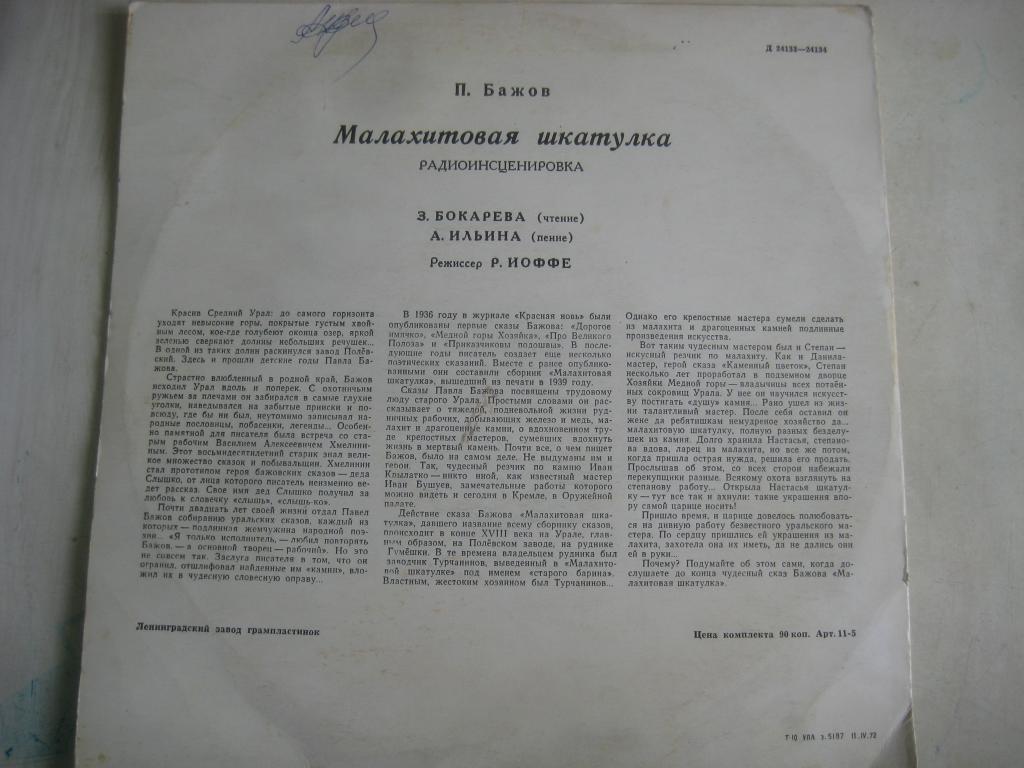 Д 24133—24134
П. Бажов
Малахитовая шкатулка
РАДИОИНСЦЕНИРОВКА
З. БОКАРЕВА (чтение)
А. ИЛЬИНА (пение)
Режиссер Р. ИОФФЕ
Красив Средний Урал: до самого горизонта
уходят невысокие горы, покрытые густым хвой-
ным лесом, кое-где голубеют оконца озер, яркой
зеленью сверкают долины небольших речушек...
В одной из таких долин раскинулся завод Полёв-
ский. Здесь и прошли детские годы Павла Ба-
жова.
Страстно влюбленный в родной край, Бажов
исходил Урал вдоль и поперек. С охотничьим
ружьем за плечами он забирался в самые глухие
уголки, наведывался на забытые прииски и по-
всюду, где бы ни был, неутомимо записывал на-
родные пословицы, побасенки, легенды... Особен-
но памятной для писателя была встреча со ста-
рым рабочим Василием Алексеевичем Хмелини-
ным. Этот восьмидесятилетний старик знал вели-
кое множество сказок и побывальщин. Хмелинин
стал прототипом героя бажовских сказов — деда
Слышко, от лица которого писатель неизменно ве-
дет рассказ. Свое имя дед Слышко получил за
любовь к словечку «слышь», «слышь-ко».
Почти двадцать лет своей жизни отдал Павел
Бажов собиранию уральских сказов, каждый из
которых — подлинная жемчужина народной поэ-
зии... «Я только исполнитель, — любил повторять
Бажов, — а основной творец — рабочий». Но это
не совсем так. Заслуга писателя в том, что он
огранил, отшлифовал найденные им «камни», вло-
жил их в чудесную словесную оправу...
В 1936 году в журнале «Красная новь» были
опубликованы первые сказы Бажова: «Дорогое
имячко», «Медной горы Хозяйка», «Про Великого
Полоза» и «Приказчиковы подошвы». В после-
дующие годы писатель создает еще несколько
поэтических сказаний. Вместе с ранее опублико-
ванными они составили сборник «Малахитовая
шкатулка», вышедший из печати в 1939 году.
Сказы Павла Бажова посвящены трудовому
люду старого Урала. Простыми словами он рас-
сказывает о тяжелой, подневольной жизни руд-
ничных рабочих, добывающих железо и медь, ма-
лахит и драгоценные камни, о вдохновенном тру-
де крепостных мастеров, сумевших вдохнуть
жизнь в мертвый камень. Почти все, о чем пишет
Бажов, было на самом деле. Не выдуманы им и
герои. Так, чудесный резчик по камню Иван
Крылатко — никто иной, как известный мастер
Иван Бушуев, замечательные работы которого
можно видеть и сегодня в Кремле, в Оружейной
палате.
Действие сказа Бажова «Малахитовая шка-
тулка», давшего название всему сборнику сказов,
происходит в конце XVIII века на Урале, глав-
ным образом, на Полёвском заводе, на руднике
Гумёшки. В те времена владельцем рудника был
заводчик Турчанинов, выведенный в «Малахито-
вой шкатулке» под именем «старого барина».
Властным, жестоким хозяином был Турчанинов...
Однако его крепостные мастера сумели сделать
из малахита и драгоценных камней подлинные
произведения искусства.
Вот таким чудесным мастером был и Степан —
искусный резчик по малахиту. Как и Данила-
мастер, герой сказа «Каменный цветок», Степан
несколько лет проработал в подземном дворце
Хозяйки Медной горы — владычицы всех потаён-
ных сокровищ Урала. У нее он научился искусст-
ву постигать «душу» камня... Рано ушел из жиз-
ни талантливый мастер. После себя оставил он
жене да ребятишкам немудреное хозяйство да...
малахитовую шкатулку, полную разных безделу-
шек из камня. Долго хранила Настасья, степано-
ва вдова, ларец из малахита, но все же потом,
когда пришла острая нужда, решила его продать.
Прослышав об этом, со всех сторон набежали
перекупщики разные. Всякому охота взглянуть на
степанову работу... Открыла Настасья шкатул-
ку — тут все так и ахнули: такие украшения впо-
ру самой царице носить!
Пришло время, и царице довелось полюбовать-
ся на дивную работу безвестного уральского ма-
стера. По сердцу пришлись ей украшения из ма-
лахита, захотела она их иметь, да не дались они
ей в руки...
Почему? Подумайте об этом сами, когда до-
слушаете до конца чудесный сказ Бажова «Ма-
лахитовая шкатулка».
Ленинградский завод грампластинок
Цена комплекта 90 коп. Арт. 11-5
Т-10 УПЛ з. 5187 11.IV.72